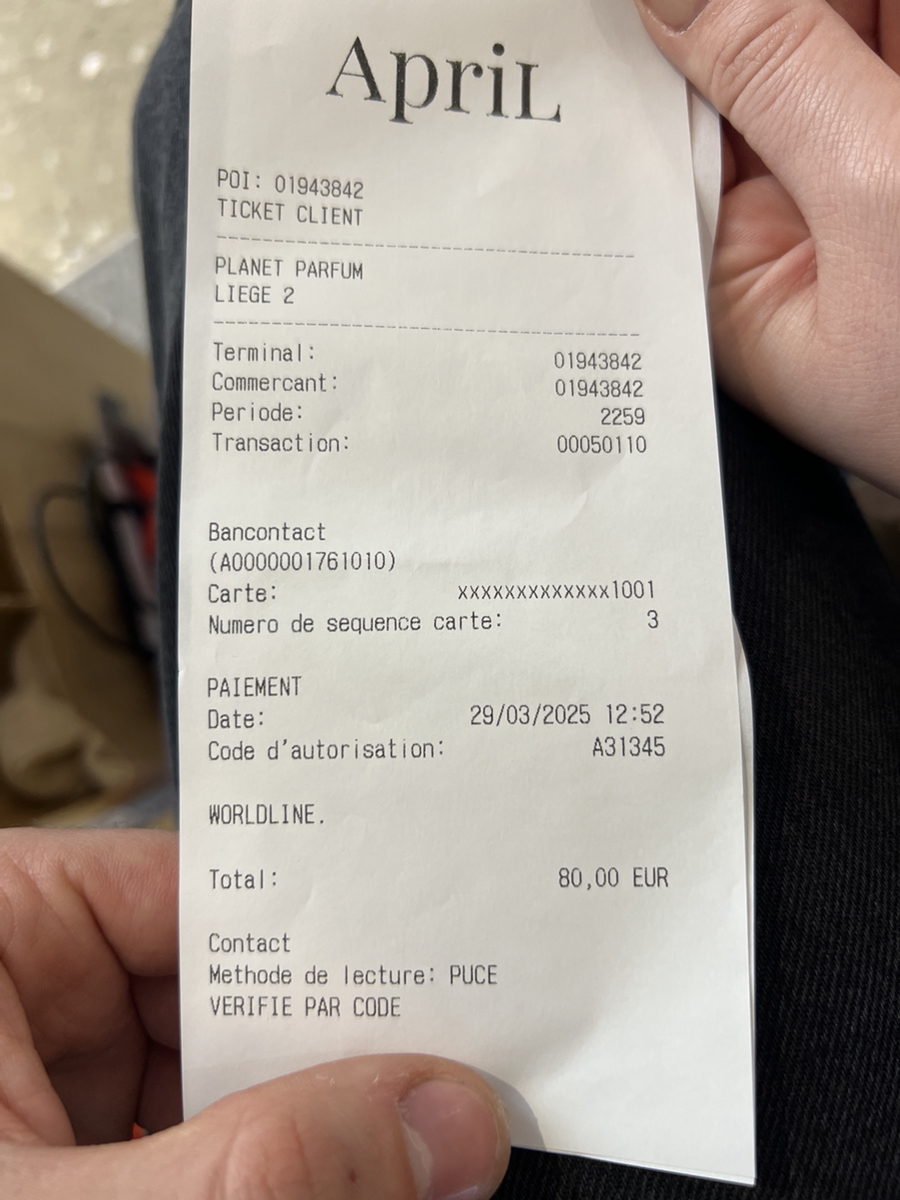 ApriL
POI: 01943842
TICKET CLIENT
PLANET PARFUM
LIEGE 2
Terminal: 01943842
Commercant: 01943842
Periode: 2259
Transaction: 00050110
Bancontact
(A0000001761010)
Carte: xxxxxxxxxxxxx1001
Numero de sequence carte: 3
PAIEMENT
Date: 29/03/2025 12:52
Code d'autorisation: A31345
WORLDLINE.
Total: 80,00 EUR
Contact
Methode de lecture: PUCE
VERIFIE PAR CODE